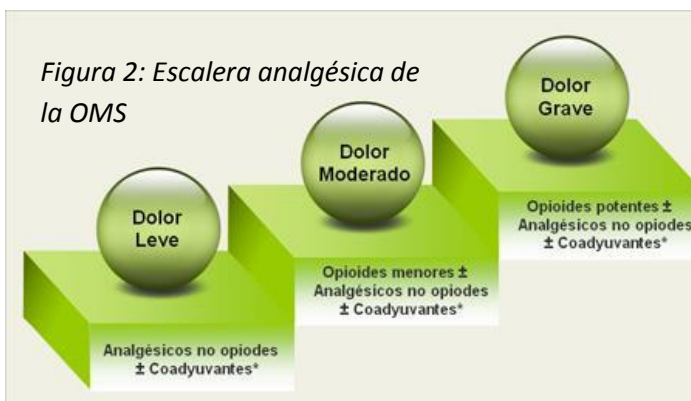 Figura 2: Escalera analgésica de
la OMS
Dolor
Leve
Analgésicos no opiodes
± Coadyuvantes*
Dolor
Moderado
Opioides menores ±
Analgésicos no opiodes
± Coadyuvantes*
Dolor
Grave
Opioides potentes ±
Analgésicos no opiodes
± Coadyuvantes*